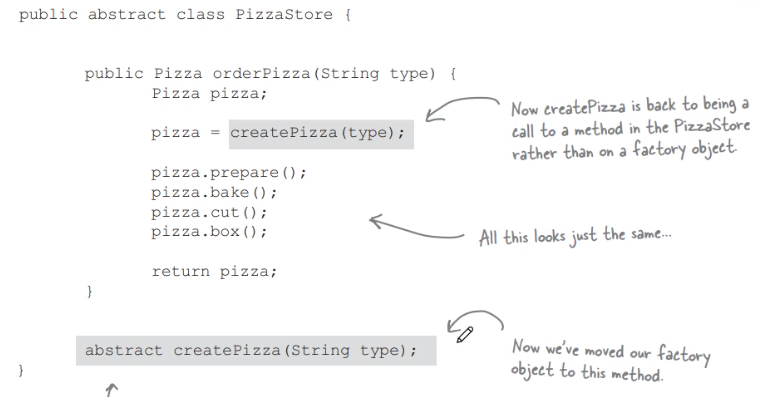 public abstract class PizzaStore {
public Pizza orderPizza(String type) {
Pizza pizza;
pizza = createPizza(type);
Now createPizza is back to being a
call to a method in the PizzaStore
rather than on a factory object.
pizza.prepare();
pizza.bake();
pizza.cut();
pizza.box();
All this looks just the same...
return pizza;
}
abstract createPizza(String type);
Now we've moved our factory
object to this method.
}